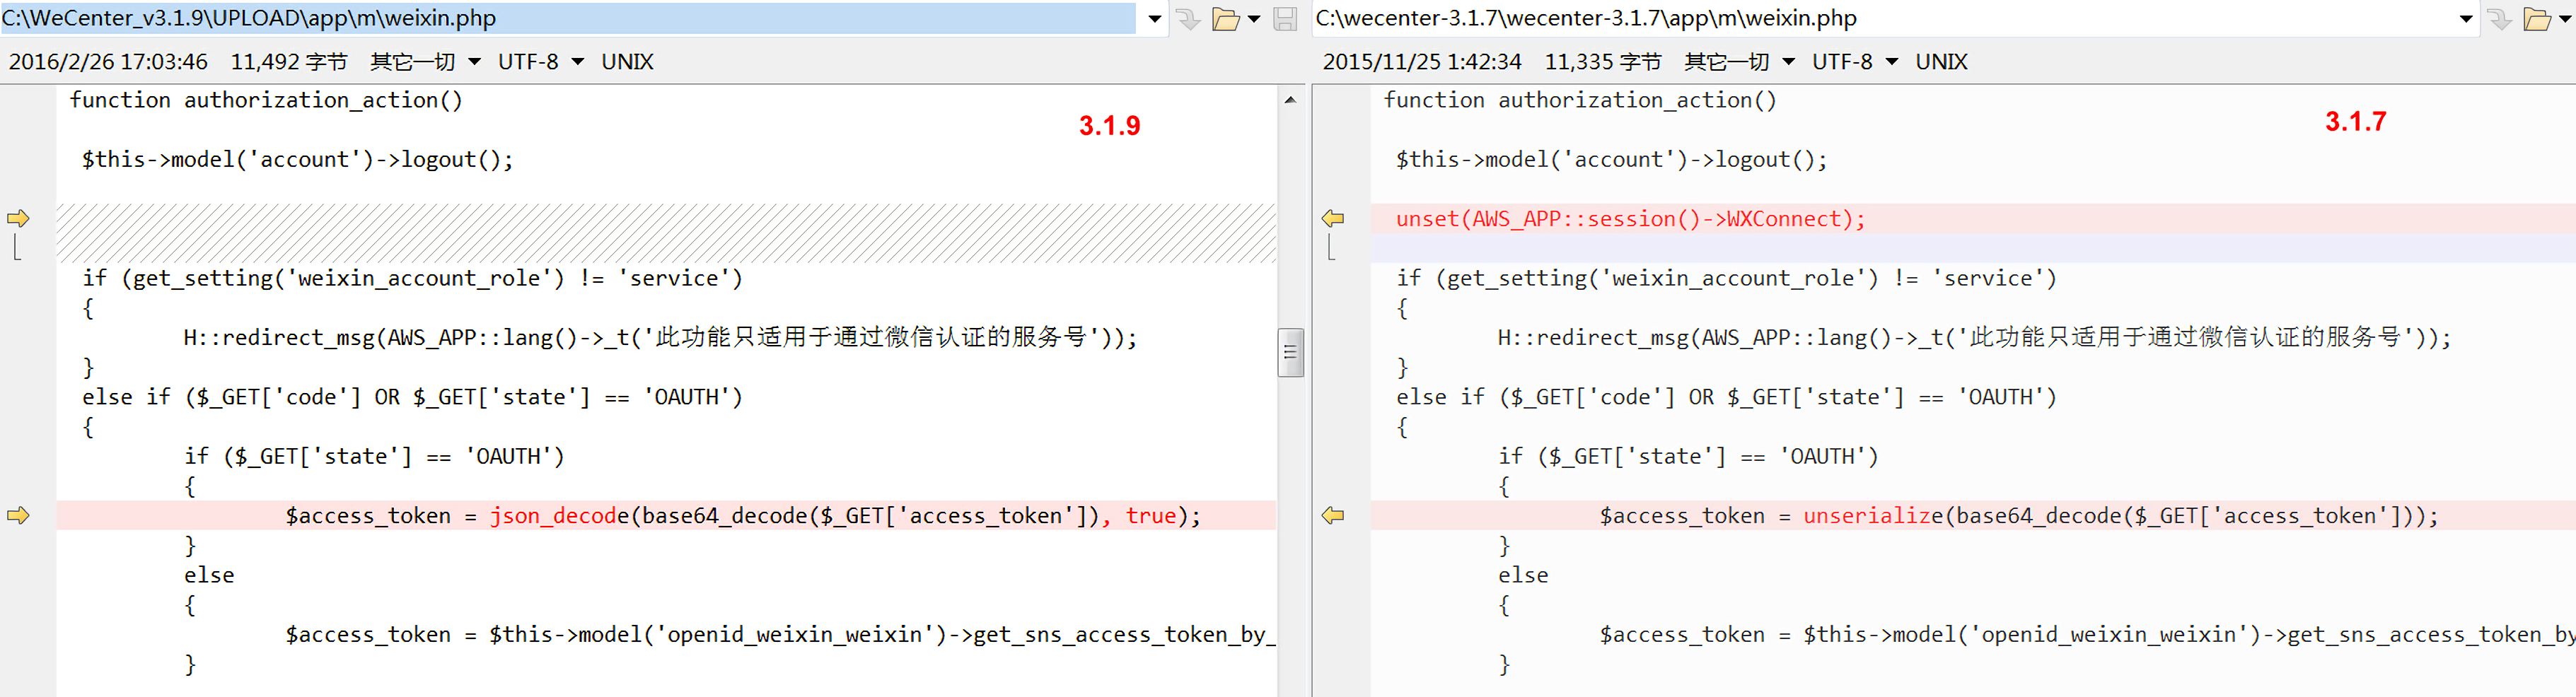 C:\WeCenter_v3.1.9\UPLOAD\app\m\weixin.php
2016/2/26 17:03:46 11,492 字节 其它一切 UTF-8 UNIX
function authorization_action()
3.1.9
$this->model('account')->logout();
if (get_setting('weixin_account_role') != 'service')
{
H::redirect_msg(AWS_APP::lang()->_t('此功能只适用于通过微信认证的服务号'));
}
else if ($_GET['code'] OR $_GET['state'] == 'OAUTH')
{
if ($_GET['state'] == 'OAUTH')
{
$access_token = json_decode(base64_decode($_GET['access_token']), true);
}
else
{
$access_token = $this->model('openid_weixin_weixin')->get_sns_access_token_by_
}
C:\wecenter-3.1.7\wecenter-3.1.7\app\m\weixin.php
2015/11/25 1:42:34 11,335 字节 其它一切 UTF-8 UNIX
function authorization_action()
3.1.7
$this->model('account')->logout();
unset(AWS_APP::session()->WXConnect);
if (get_setting('weixin_account_role') != 'service')
{
H::redirect_msg(AWS_APP::lang()->_t('此功能只适用于通过微信认证的服务号'));
}
else if ($_GET['code'] OR $_GET['state'] == 'OAUTH')
{
if ($_GET['state'] == 'OAUTH')
{
$access_token = unserialize(base64_decode($_GET['access_token']));
}
else
{
$access_token = $this->model('openid_weixin_weixin')->get_sns_access_token_by
}